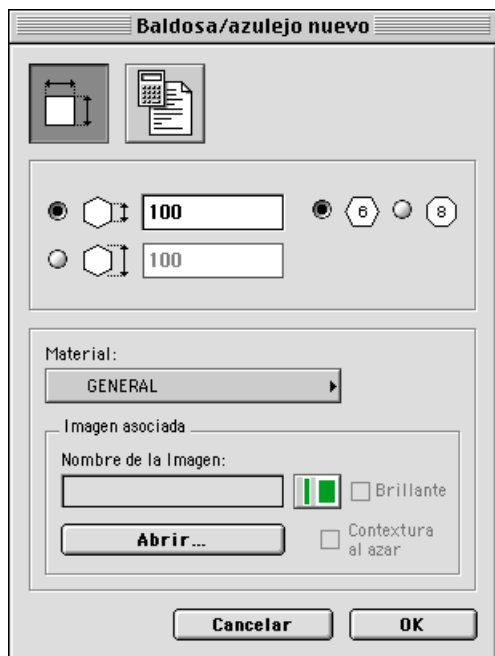 Baldosa/azulejo nuevo
100
6
8
100
Material:
GENERAL
Imagen asociada
Nombre de la Imagen:
Brillante
Abrir...
Contextura
al azar
Cancelar
OK